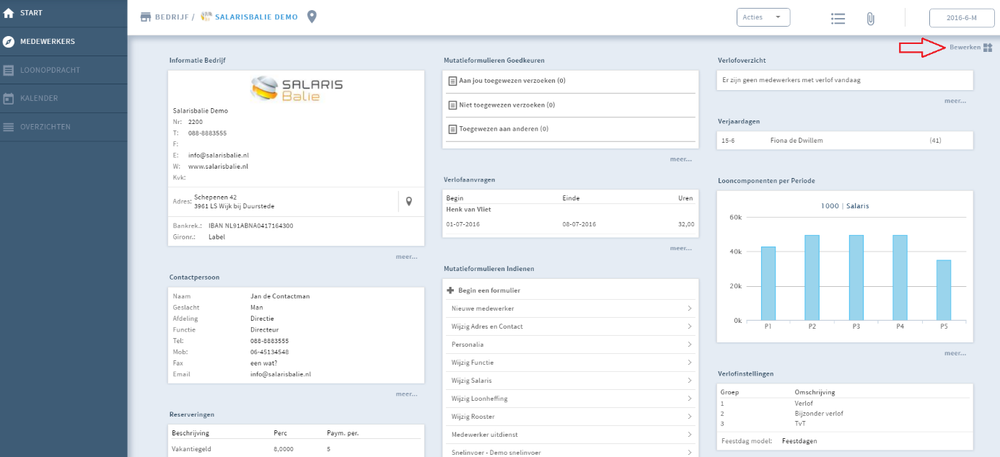 START
MEDEWERKERS
LOONOPDRACHT
KALENDER
OVERZICHTEN
BEDRIJF / SALARISBALIE DEMO
Acties
2016-6-M
Bewerken
Informatie Bedrijf
SALARIS
Balie
Salarisbalie Demo
Nr: 2200
T: 088-8883555
F:
E: info@salarisbalie.nl
W: www.salarisbalie.nl
Kvk:
Adres: Schepenen 42
3961 LS Wijk bij Duurstede
Bankrek.: IBAN NL91ABNA0417164300
Gironr.: Label
meer...
Contactpersoon
Naam Jan de Contactman
Geslacht Man
Afdeling Directie
Functie Directeur
Tel: 088-8883555
Mob: 06-45134548
Fax een wat?
Email info@salarisbalie.nl
meer...
Reserveringen
Beschrijving Perc Paym. per.
Vakantiegeld 8,0000 5
Mutatieformulieren Goedkeuren
Aan jou toegewezen verzoeken (0)
Niet toegewezen verzoeken (0)
Toegewezen aan anderen (0)
meer...
Verlofaanvragen
Begin Einde Uren
Henk van Vliet
01-07-2016 08-07-2016 32,00
meer...
Mutatieformulieren Indienen
Begin een formulier
Nieuwe medewerker
Wijzig Adres en Contact
Personalia
Wijzig Functie
Wijzig Salaris
Wijzig Loonheffing
Wijzig Rooster
Medewerker uitdienst
Snelinvoer - Demo snelinvoer
Verlofoverzicht
Er zijn geen medewerkers met verlof vandaag
meer...
Verjaardagen
15-6 Fiona de Dwillem (41)
Looncomponenten per Periode
1000 | Salaris
60k
40k
20k
0k
P1 P2 P3 P4 P5
meer...
Verlofinstellingen
Groep Omschrijving
1 Verlof
2 Bijzonder verlof
3 TvT
Feestdag model: Feestdagen